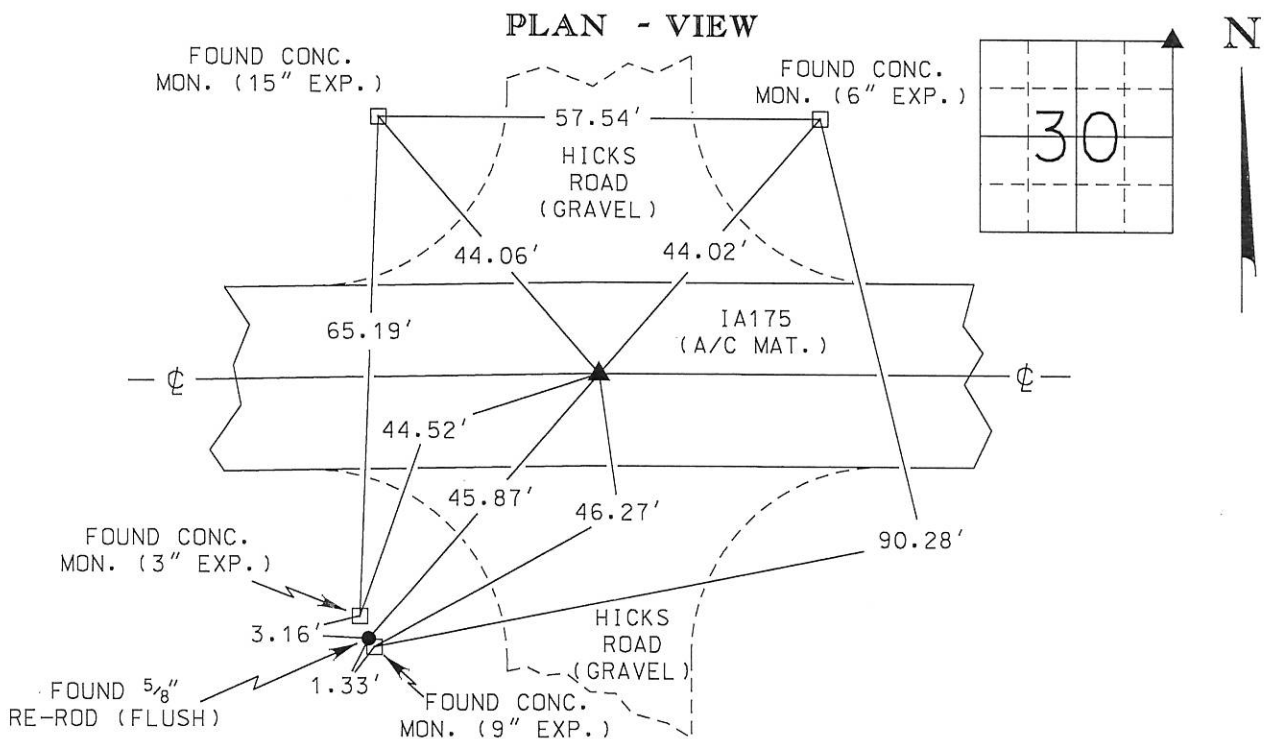 PLAN - VIEW
N
FOUND CONC.
MON. (15" EXP.)
FOUND CONC.
MON. (6" EXP.)
57.54'
30
HICKS
ROAD
(GRAVEL)
44.06'
44.02'
65.19'
IA175
(A/C MAT.)
℄
℄
44.52'
45.87'
46.27'
90.28'
FOUND CONC.
MON. (3" EXP.)
3.16'
HICKS
ROAD
(GRAVEL)
1.33'
FOUND 5/8"
RE-ROD (FLUSH)
FOUND CONC.
MON. (9" EXP.)